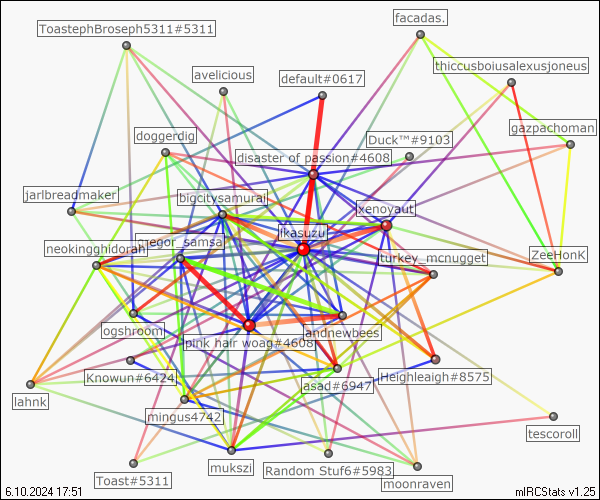 facadas.
ToastephBroseph5311#5311
thiccusboiusalexusjoneus
avelicious
default#0617
gazpachoman
doggerdig
Duck™#9103
disaster of passion#4608
jarlbreadmaker
bigcitysamurai
xenoyaut
ikasuzu
gregor_samsa
neokingghidorah
turkey_mcnugget
ZeeHonK
ogshroom
andnewbees
pink hair woag#4608
Knowun#6424
asad#6947
Heighleaigh#8575
lahnk
mingus4742
tescoroll
mukszi
Random Stuf6#5983
Toast#5311
moonraven
6.10.2024 17:51 mIRCStats v1.25